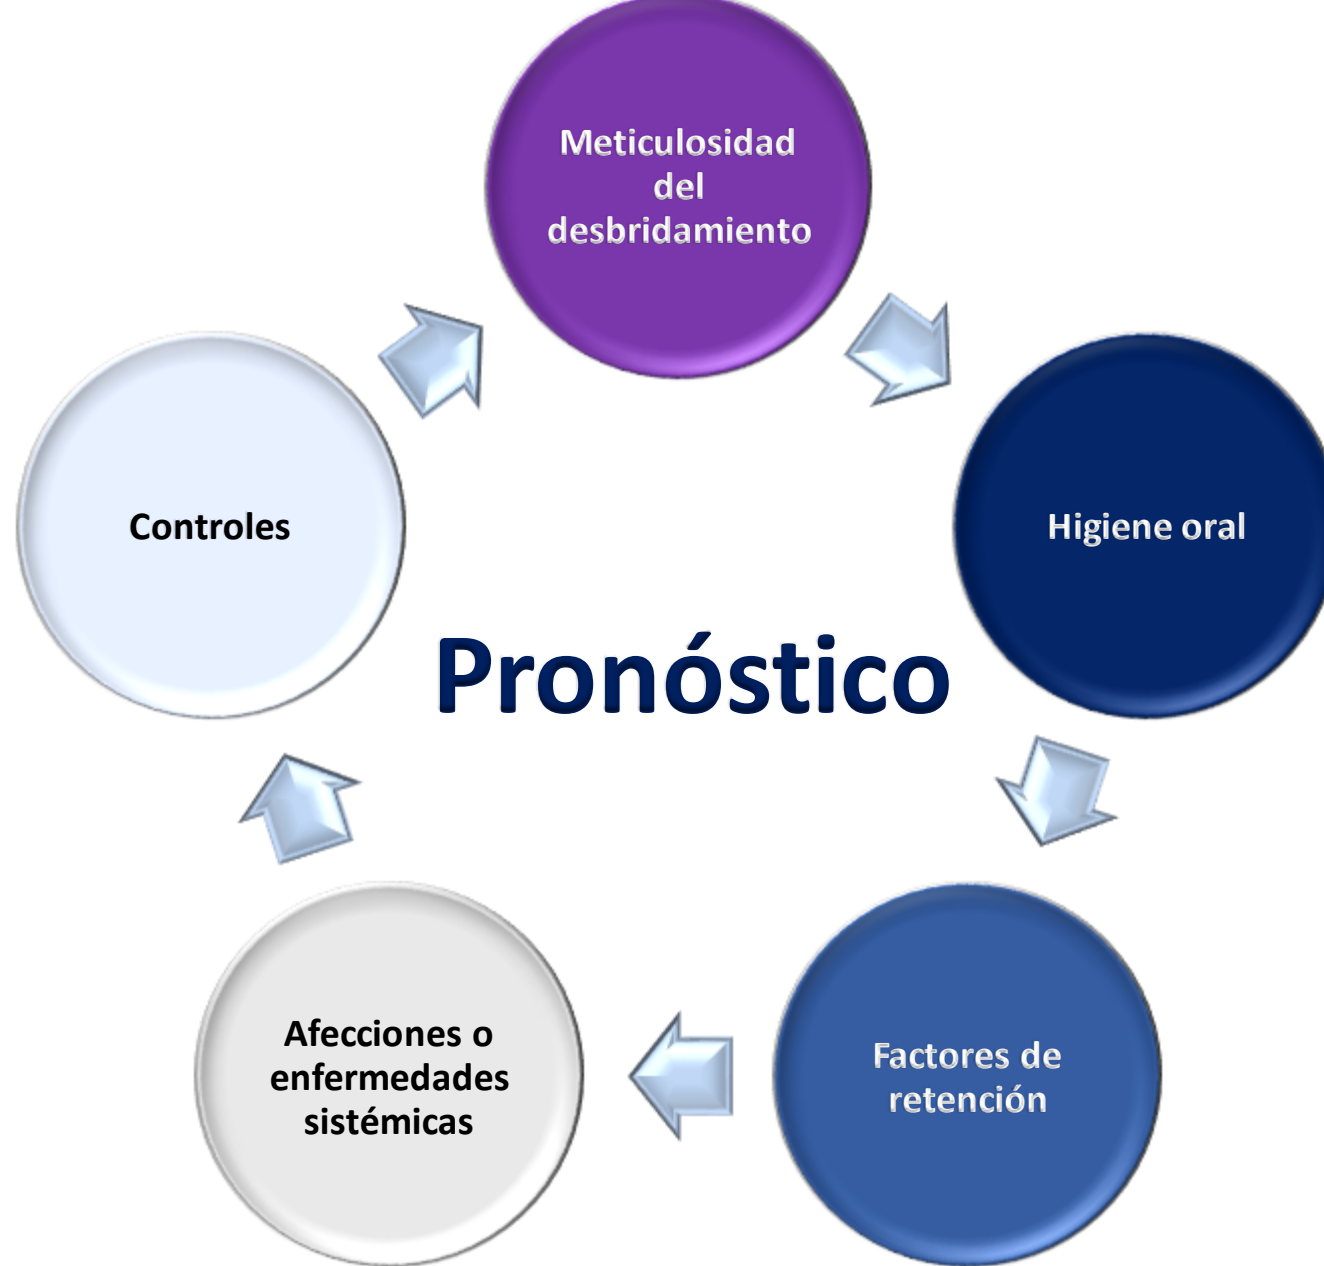 Meticulosidad
del
desbridamiento
Higiene oral
Factores de
retención
Afecciones o
enfermedades
sistémicas
Controles
Pronóstico